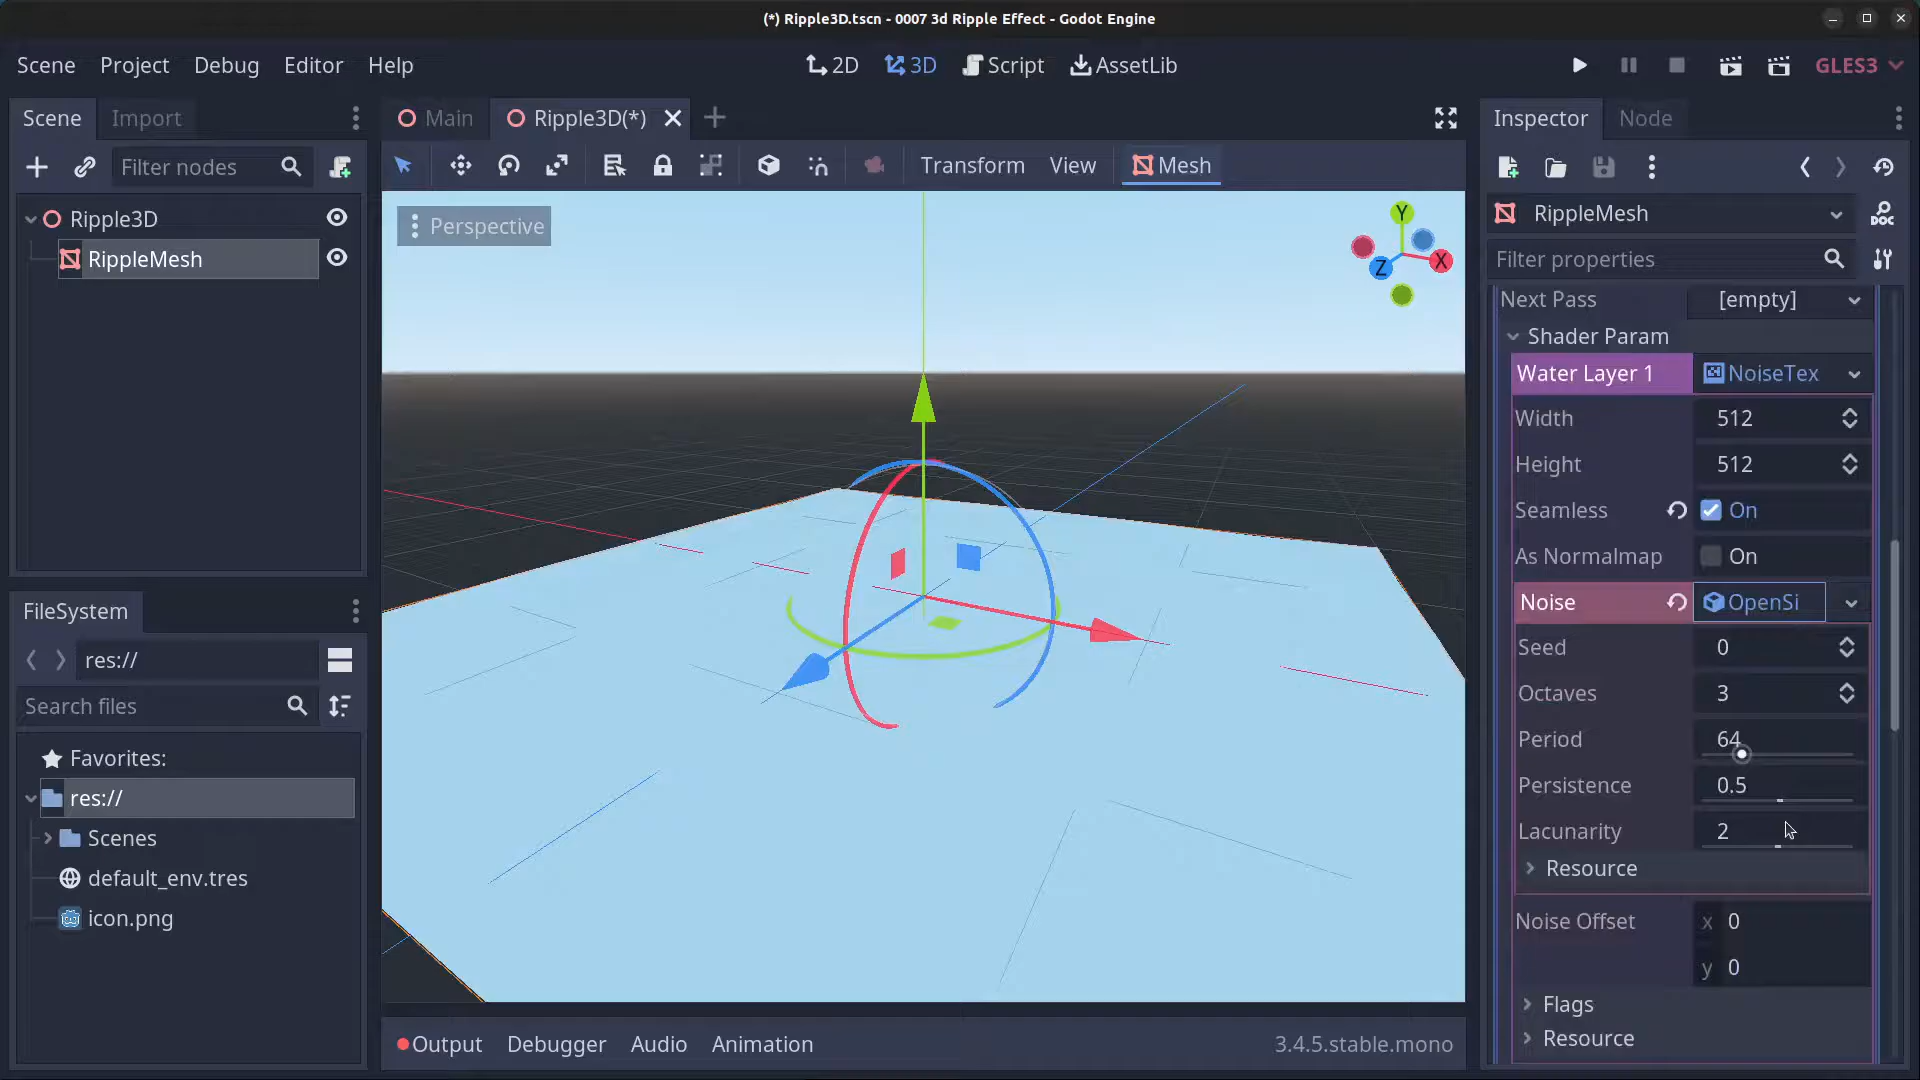 (*) Ripple3D.tscn - 0007 3d Ripple Effect - Godot Engine
Scene Project Debug Editor Help
2D 3D Script AssetLib
GLES3
Scene Import
Filter nodes
Ripple3D
RippleMesh
FileSystem
res://
Search files
Favorites:
res://
Scenes
default_env.tres
icon.png
Main Ripple3D(*)
Transform View Mesh
Perspective
Y
X
Z
Output Debugger Audio Animation 3.4.5.stable.mono
Inspector Node
RippleMesh
DOC
Filter properties
Next Pass [empty]
Shader Param
Water Layer 1 NoiseTex
Width 512
Height 512
Seamless On
As Normalmap On
Noise OpenSi
Seed 0
Octaves 3
Period 64
Persistence 0.5
Lacunarity 2
Resource
Noise Offset x 0
y 0
Flags
Resource